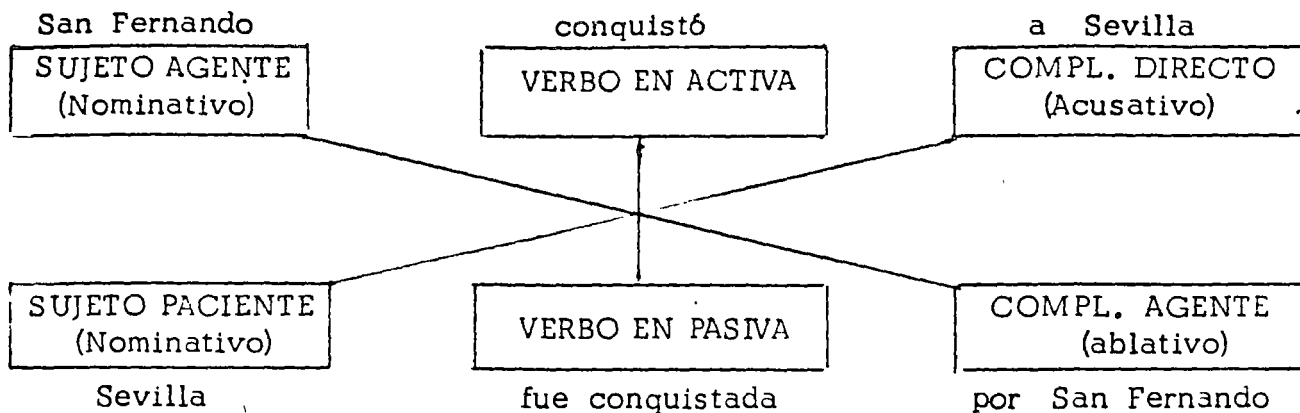 San Fernando conquistó a Sevilla
SUJETO AGENTE VERBO EN ACTIVA COMPL. DIRECTO
(Nominativo) (Acusativo)
SUJETO PACIENTE VERBO EN PASIVA COMPL. AGENTE
(Nominativo) (ablativo)
Sevilla fue conquistada por San Fernando